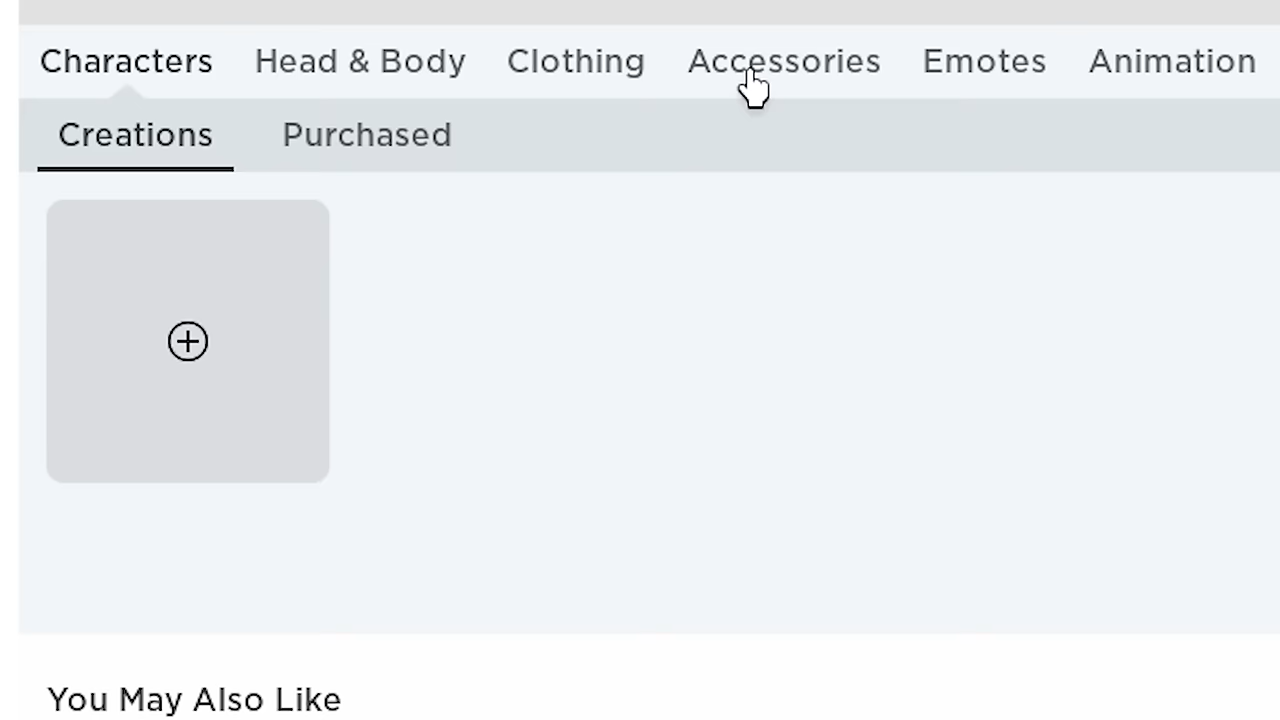 Characters Head & Body Clothing Accessories Emotes Animation
Creations Purchased
You May Also Like